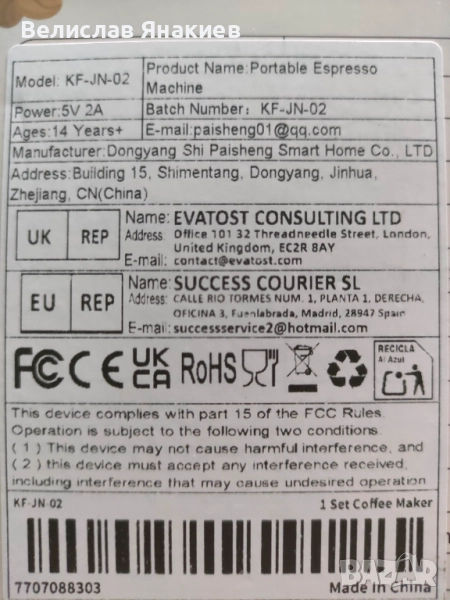 Велислав Янакиев
Model: KF-JN-02
Product Name:Portable Espresso
Machine
Power:5V 2A
Batch Number: KF-JN-02
Ages:14 Years+
E-mail:paisheng01@qq.com
Manufacturer:Dongyang Shi Paisheng Smart Home Co., LTD
Address:Building 15, Shimentang, Dongyang, Jinhua,
Zhejiang, CN(China)
UK REP
Name: EVATOST CONSULTING LTD
Address: Office 101 32 Threadneedle Street, London,
United Kingdom, EC2R 8AY
E-mail: contact@evatost.com
EU REP
Name: SUCCESS COURIER SL
Address: CALLE RIO TORMES NUM. 1, PLANTA 1, DERECHA,
OFICINA 3, Fuenlabrada, Madrid, 28947 Spain
E-mail: successservice2@hotmail.com
FC CE UK CA RoHS
RECICLA
Al Azul
This device complies with part 15 of the FCC Rules.
Operation is subject to the following two conditions.
( 1 ) This device may not cause harmful interference, and
( 2 ) this device must accept any interference received,
including interference that may cause undesired operation
KF-JN-02
1 Set Coffee Maker
7707088303
Made In China
BAZAR